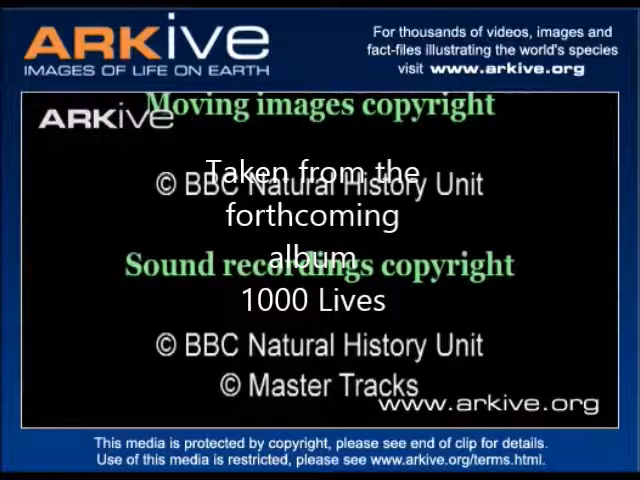 ARKive
IMAGES OF LIFE ON EARTH
For thousands of videos, images and
fact-files illustrating the world's species
visit www.arkive.org
Moving images copyright
ARKive
Taken from the
© BBC Natural History Unit
forthcoming
album
Sound recordings copyright
1000 Lives
© BBC Natural History Unit
© Master Tracks
www.arkive.org
This media is protected by copyright, please see end of clip for details.
Use of this media is restricted, please see www.arkive.org/terms.html.